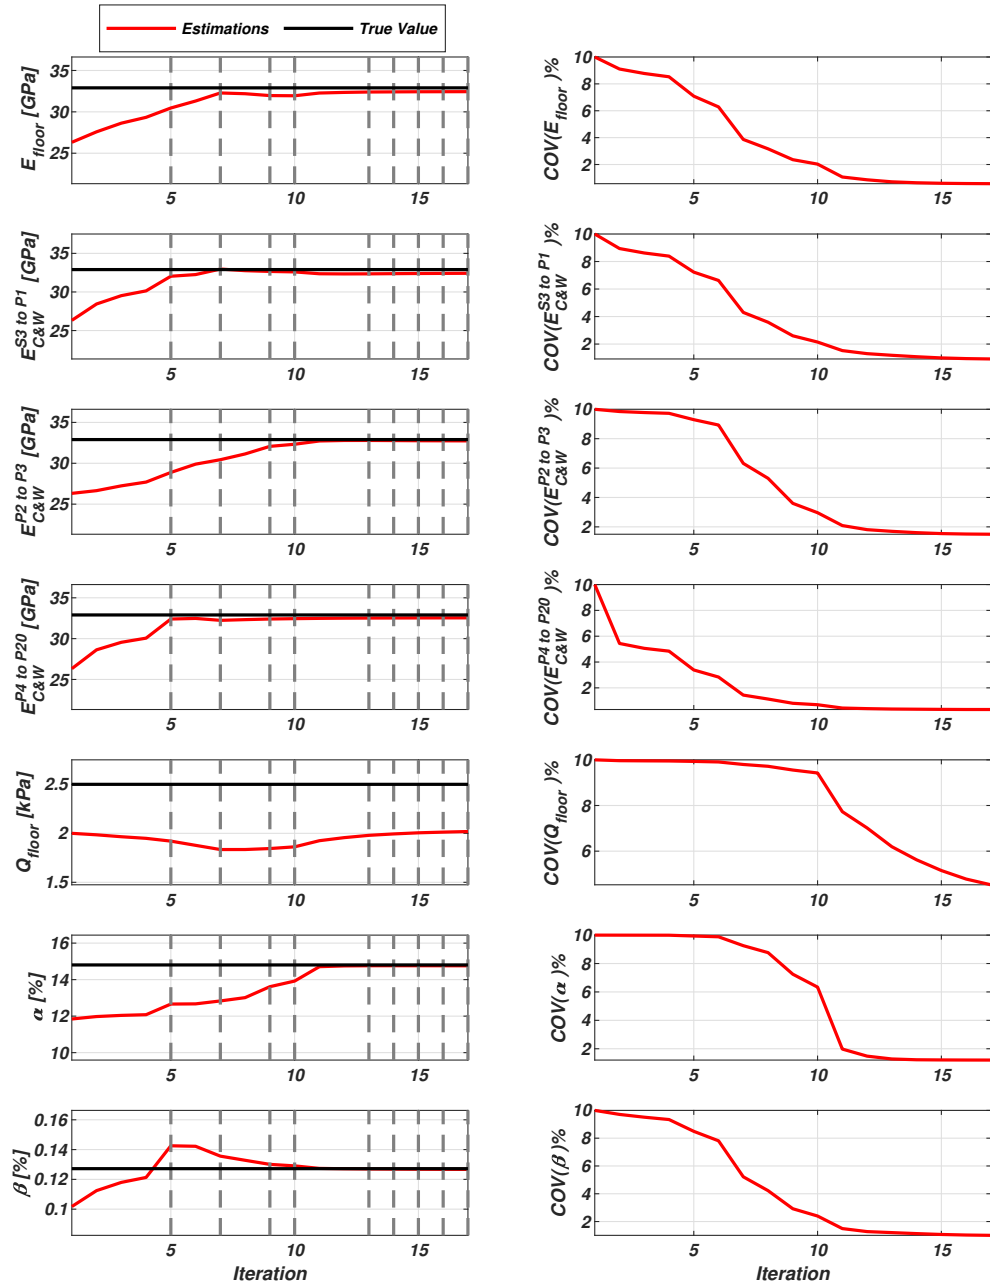 Estimations True Value
E_floor [GPa]
35
30
25
5 10 15
COV(E_floor )%
10
8
6
4
2
5 10 15
E_C&W^S3 to P1 [GPa]
35
30
25
5 10 15
COV(E_C&W^S3 to P1 )%
10
8
6
4
2
5 10 15
E_C&W^P2 to P3 [GPa]
35
30
25
5 10 15
COV(E_C&W^P2 to P3 )%
10
8
6
4
2
5 10 15
E_C&W^P4 to P20 [GPa]
35
30
25
5 10 15
COV(E_C&W^P4 to P20 )%
10
8
6
4
2
5 10 15
Q_floor [kPa]
2.5
2
1.5
5 10 15
COV(Q_floor )%
10
8
6
5 10 15
α [%]
16
14
12
10
5 10 15
COV(α )%
10
8
6
4
2
5 10 15
β [%]
0.16
0.14
0.12
0.1
5 10 15
Iteration
COV(β )%
10
8
6
4
2
5 10 15
Iteration